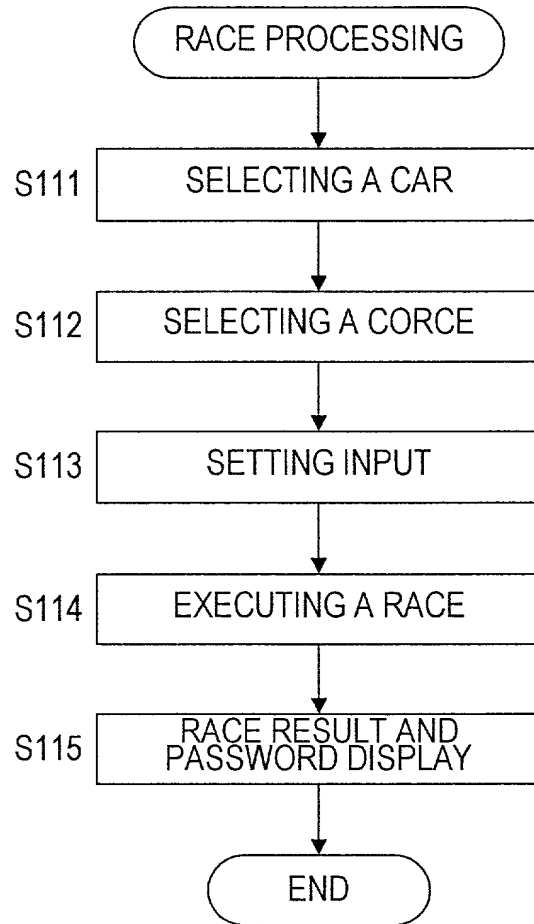 RACE PROCESSING
S111
SELECTING A CAR
S112
SELECTING A CORCE
S113
SETTING INPUT
S114
EXECUTING A RACE
S115
RACE RESULT AND
PASSWORD DISPLAY
END